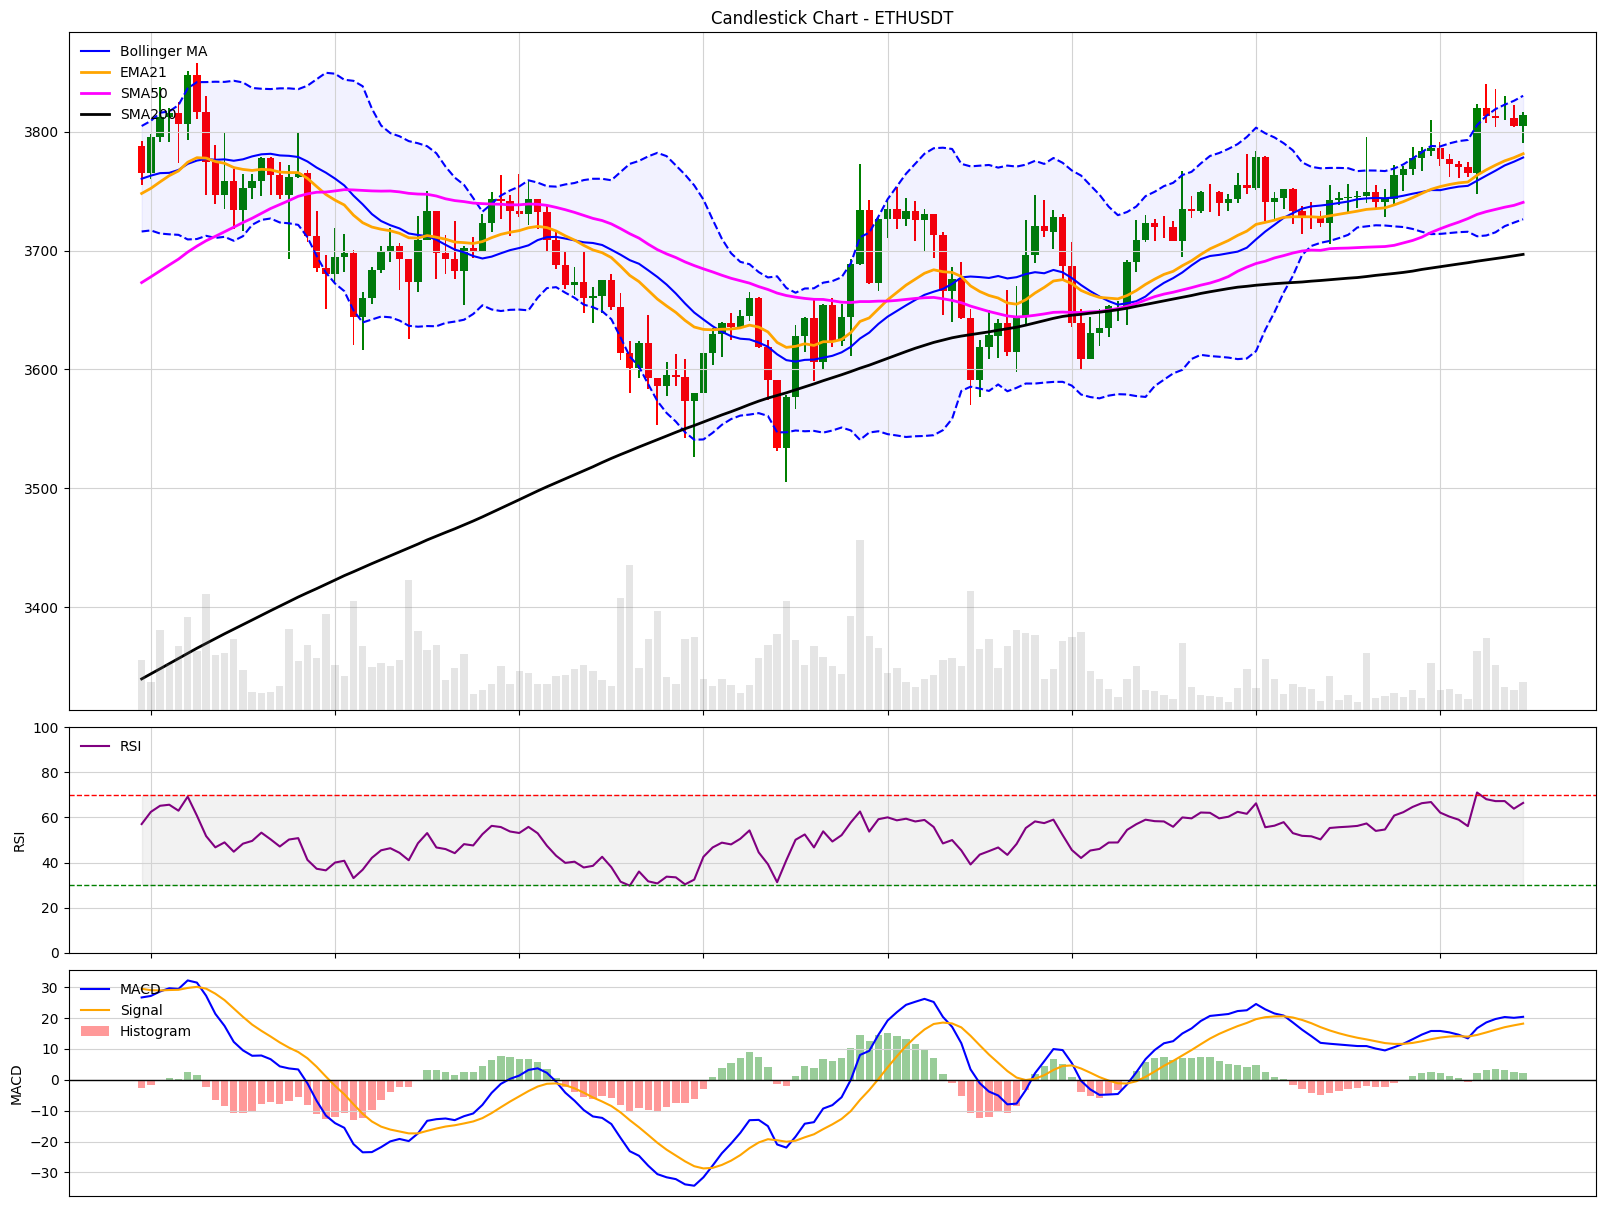 Candlestick Chart - ETHUSDT
Bollinger MA
EMA21
SMA50
SMA200
3800
3700
3600
3500
3400
RSI
100
80
60
40
20
0
RSI
MACD
Signal
Histogram
30
20
10
0
−10
−20
−30
MACD